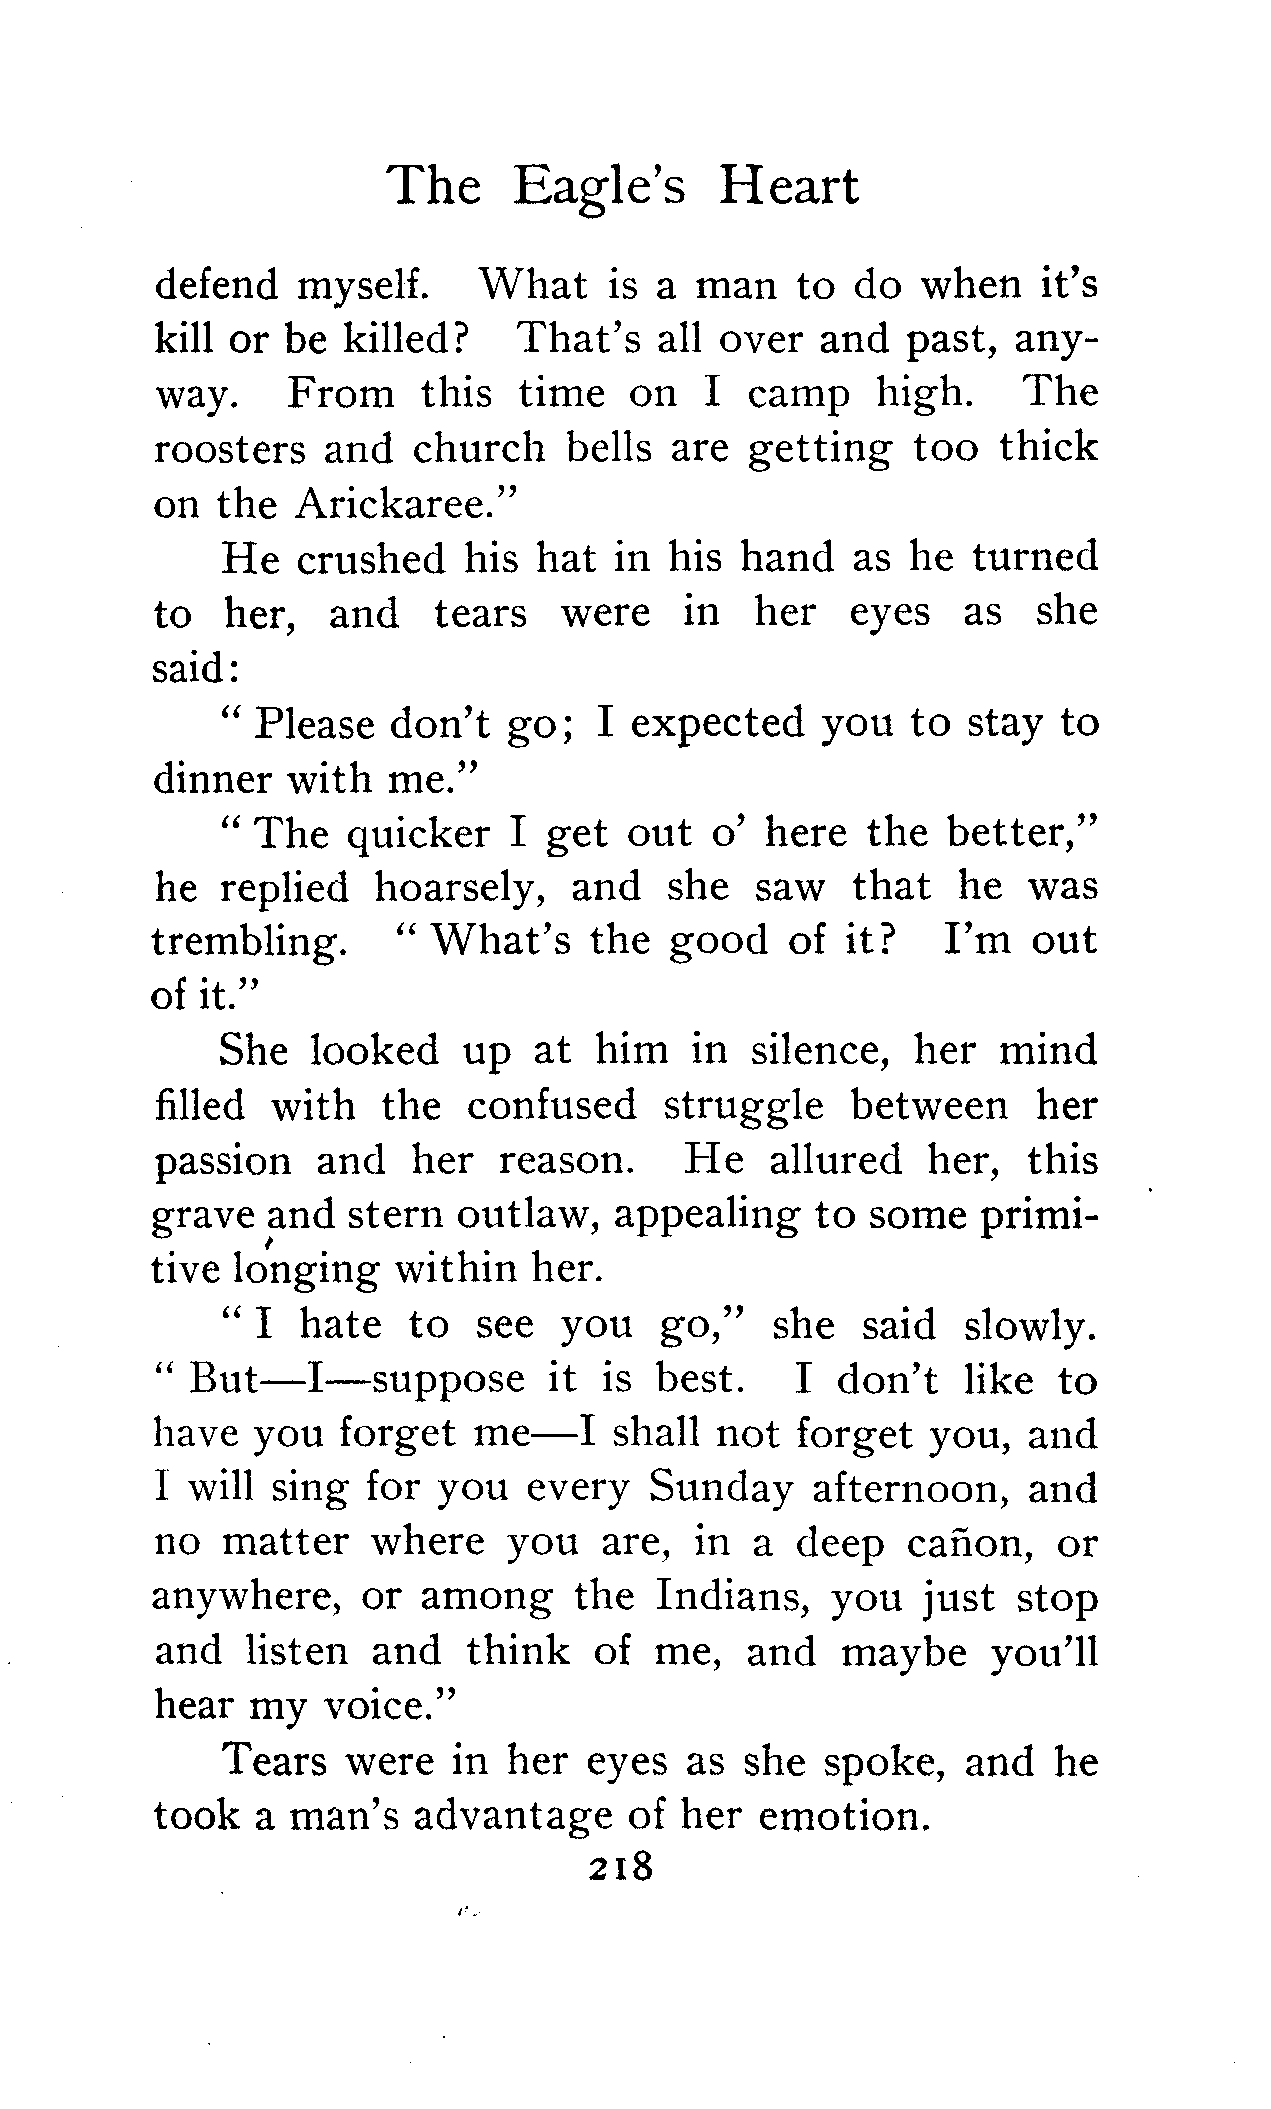 The Eagle's Heart
defend myself. What is a man to do when it's
kill or be killed? That's all over and past, any-
way. From this time on I camp high. The
roosters and church bells are getting too thick
on the Arickaree."
He crushed his hat in his hand as he turned
to her, and tears were in her eyes as she
said:
" Please don't go; I expected you to stay to
dinner with me."
" The quicker I get out o' here the better,"
he replied hoarsely, and she saw that he was
trembling. " What's the good of it? I'm out
of it."
She looked up at him in silence, her mind
filled with the confused struggle between her
passion and her reason. He allured her, this
grave and stern outlaw, appealing to some primi-
tive longing within her.
" I hate to see you go," she said slowly.
" But—I—suppose it is best. I don't like to
have you forget me—I shall not forget you, and
I will sing for you every Sunday afternoon, and
no matter where you are, in a deep cañon, or
anywhere, or among the Indians, you just stop
and listen and think of me, and maybe you'll
hear my voice."
Tears were in her eyes as she spoke, and he
took a man's advantage of her emotion.
218